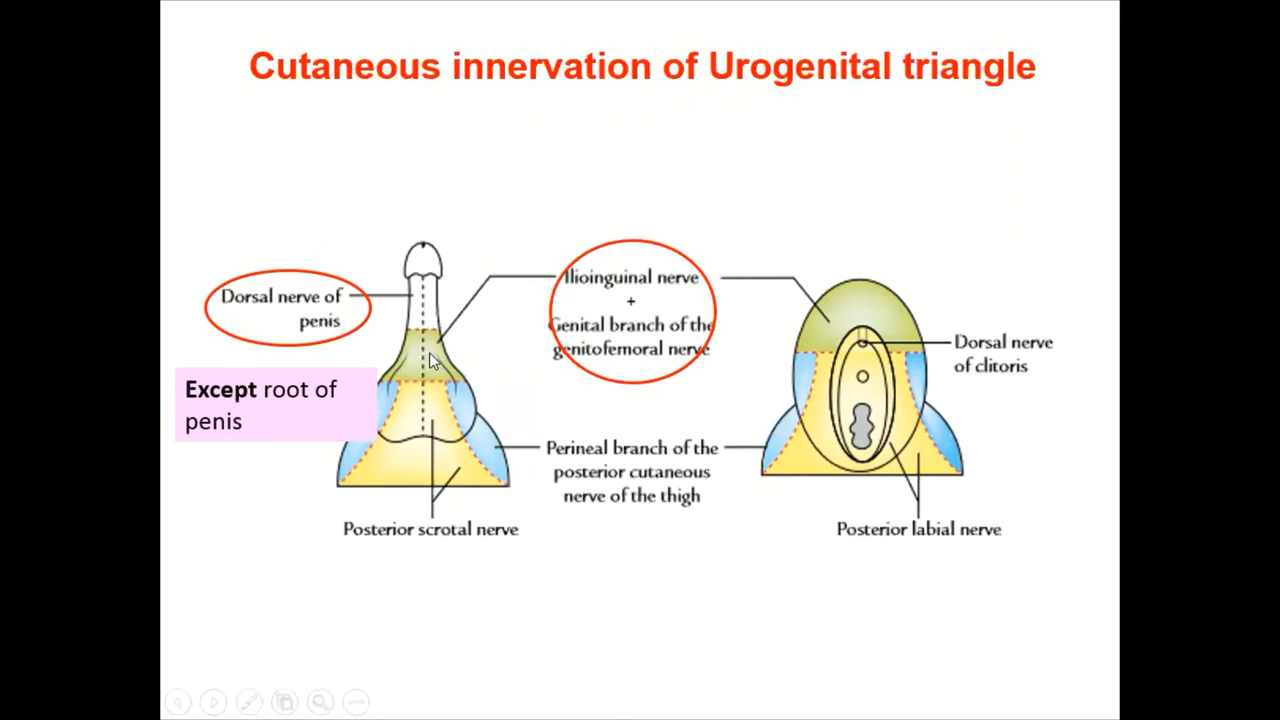 Cutaneous innervation of Urogenital triangle
Dorsal nerve of
penis
Except root of
penis
Ilioinguinal nerve
+
Genital branch of the
genitofemoral nerve
Dorsal nerve
of clitoris
Perineal branch of the
posterior cutaneous
nerve of the thigh
Posterior scrotal nerve
Posterior labial nerve